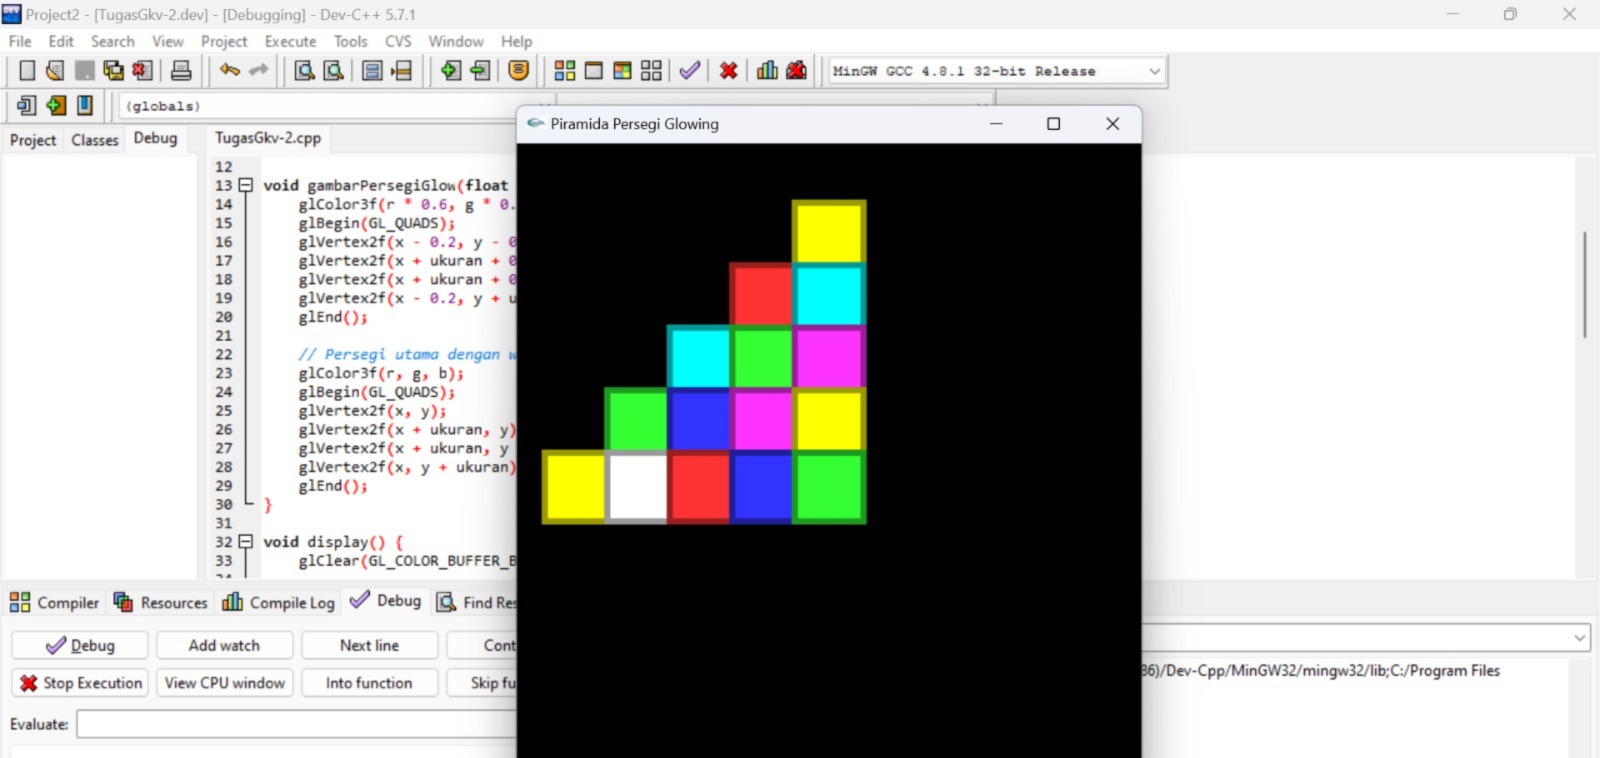 Project2 - [TugasGkv-2.dev] - [Debugging] - Dev-C++ 5.7.1
File Edit Search View Project Execute Tools CVS Window Help
MinGW GCC 4.8.1 32-bit Release
(globals)
Project Classes Debug TugasGkv-2.cpp
Piramida Persegi Glowing
12
13 void gambarPersegiGlow(float
14 glColor3f(r * 0.6, g * 0.
15 glBegin(GL_QUADS);
16 glVertex2f(x - 0.2, y - 0
17 glVertex2f(x + ukuran + 0
18 glVertex2f(x + ukuran + 0
19 glVertex2f(x - 0.2, y + u
20 glEnd();
21
22 // Persegi utama dengan w
23 glColor3f(r, g, b);
24 glBegin(GL_QUADS);
25 glVertex2f(x, y);
26 glVertex2f(x + ukuran, y)
27 glVertex2f(x + ukuran, y
28 glVertex2f(x, y + ukuran)
29 glEnd();
30 }
31
32 void display() {
33 glClear(GL_COLOR_BUFFER_B
Compiler Resources Compile Log Debug Find Res
Debug Add watch Next line Cont
Stop Execution View CPU window Into function Skip fu
86)/Dev-Cpp/MinGW32/mingw32/lib;C:/Program Files
Evaluate: